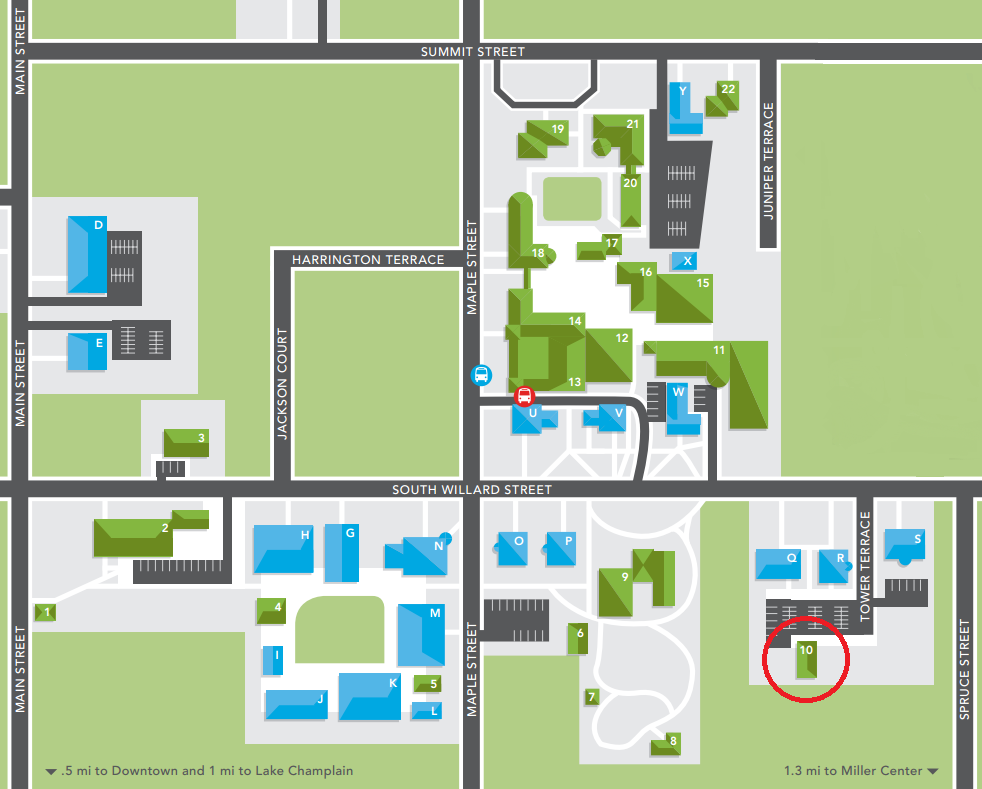 MAIN STREET
SUMMIT STREET
Y
22
19
21
JUNIPER TERRACE
20
D
MAPLE STREET
17
18
HARRINGTON TERRACE
X
16
15
14
12
E
MAIN STREET
JACKSON COURT
11
13
W
U
V
3
SOUTH WILLARD STREET
2
H
G
N
O
P
TOWER TERRACE
S
Q
R
9
1
4
M
6
MAIN STREET
MAPLE STREET
SPRUCE STREET
I
10
K
5
J
L
7
8
.5 mi to Downtown and 1 mi to Lake Champlain
1.3 mi to Miller Center